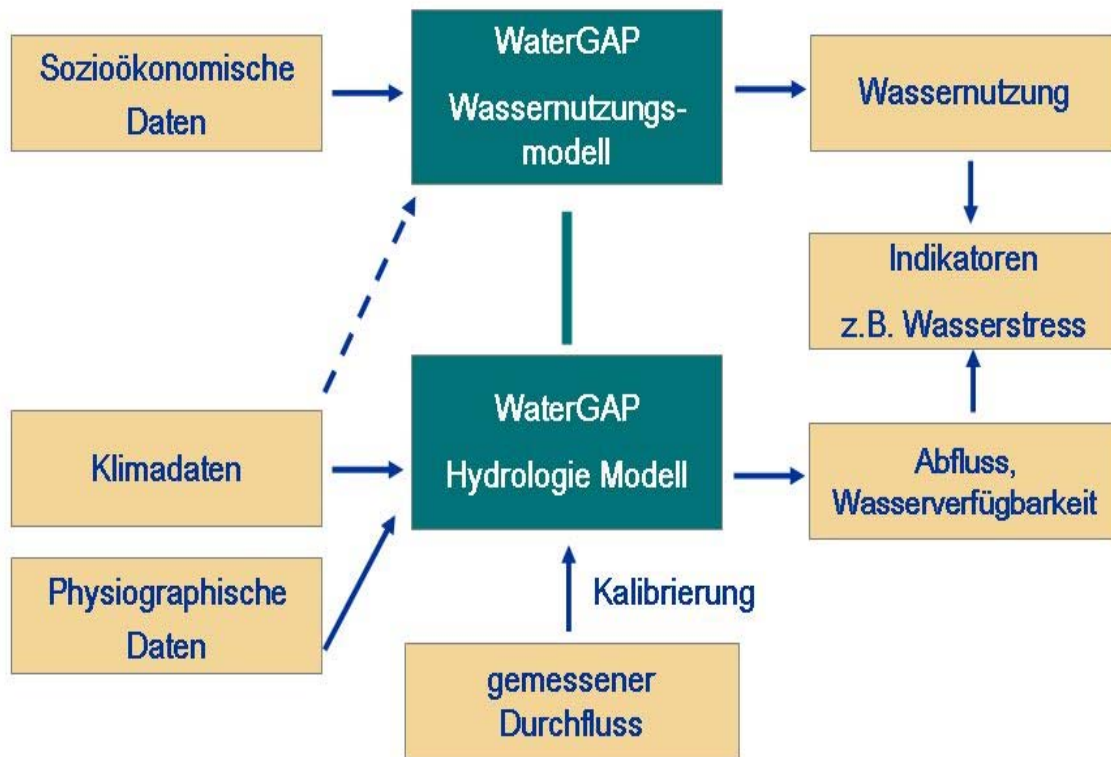 Sozioökonomische
Daten
WaterGAP
Wassernutzungs-
modell
Wassernutzung
Indikatoren
z.B. Wasserstress
Klimadaten
WaterGAP
Hydrologie Modell
Abfluss,
Wasserverfügbarkeit
Physiographische
Daten
Kalibrierung
gemessener
Durchfluss